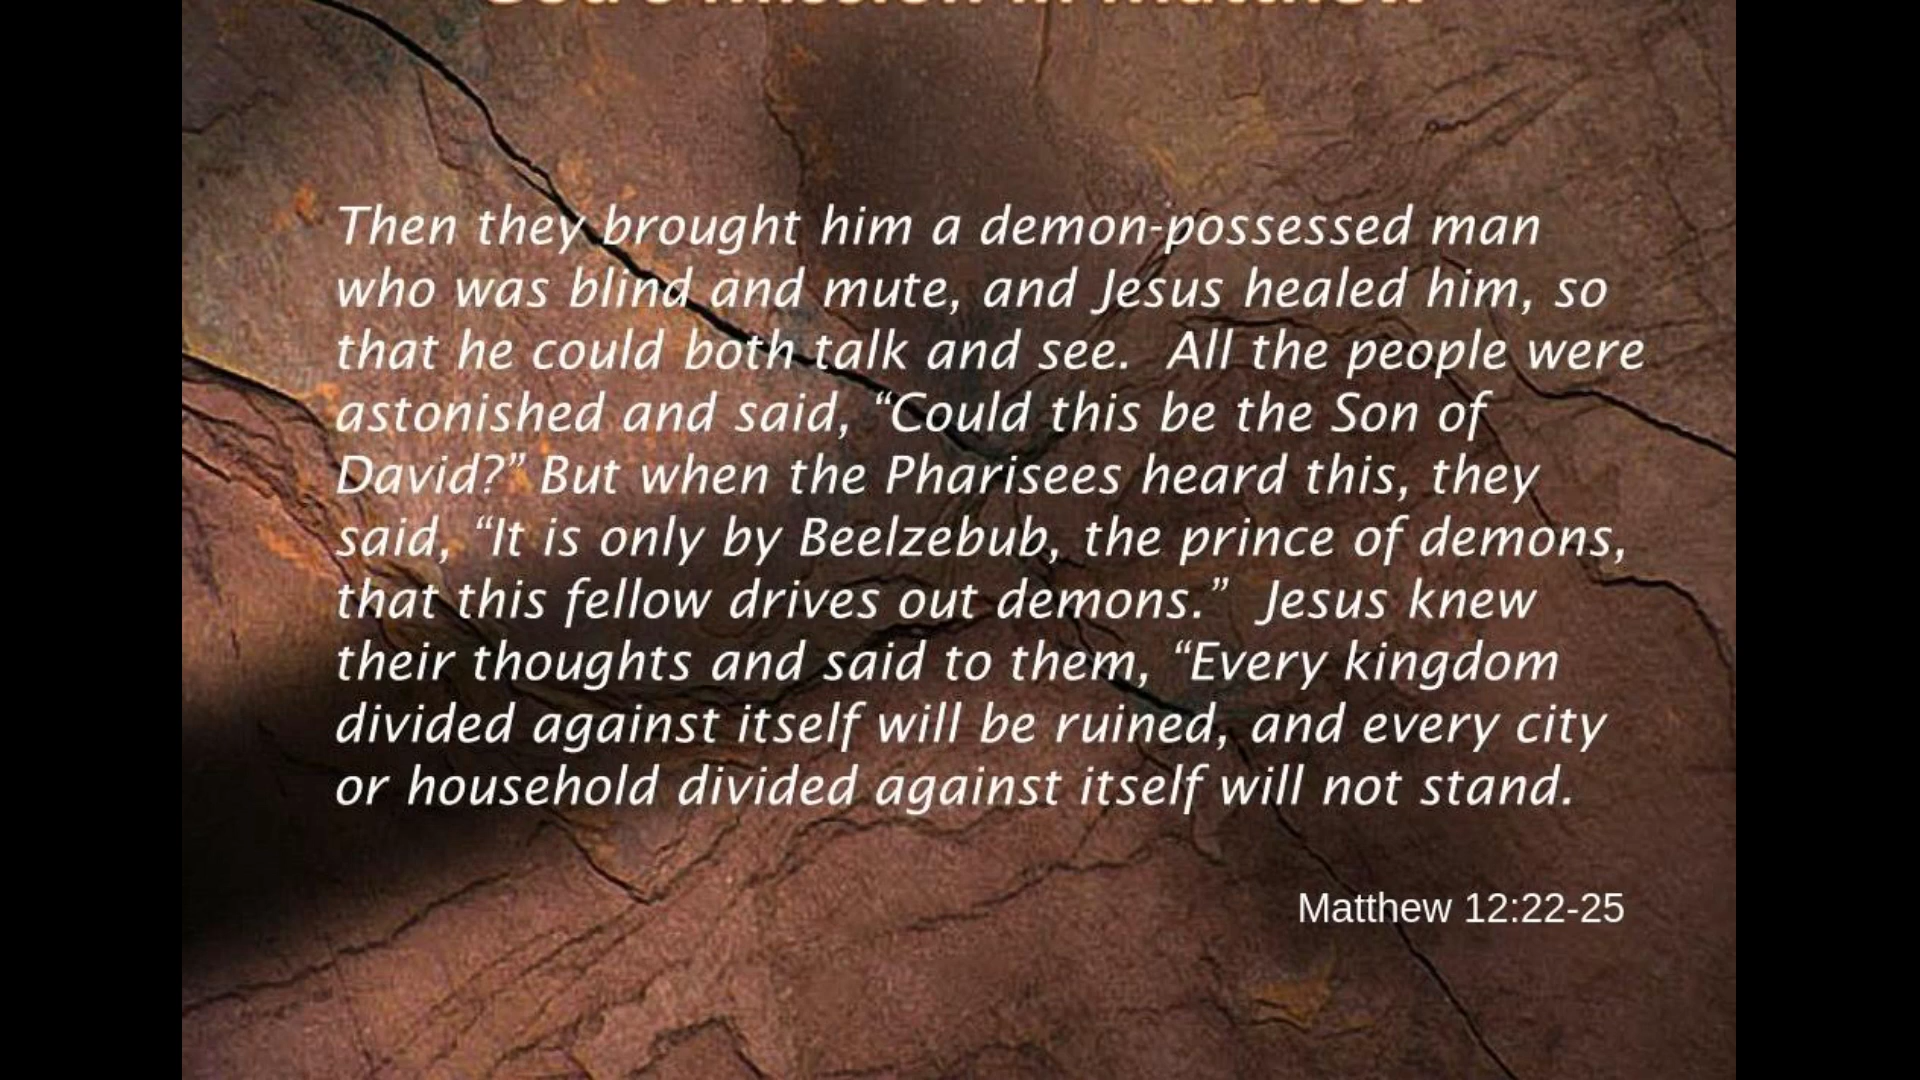 God's Mission in Matthew
Then they brought him a demon-possessed man
who was blind and mute, and Jesus healed him, so
that he could both talk and see.  All the people were
astonished and said, “Could this be the Son of
David?” But when the Pharisees heard this, they
said, “It is only by Beelzebub, the prince of demons,
that this fellow drives out demons.”  Jesus knew
their thoughts and said to them, “Every kingdom
divided against itself will be ruined, and every city
or household divided against itself will not stand.
Matthew 12:22-25